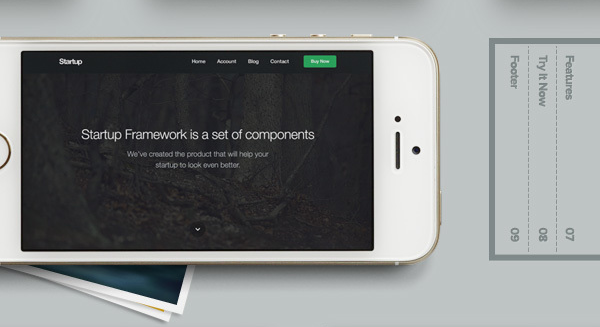 Startup
Home Account Blog Contact Buy Now
Startup Framework is a set of components
We've created the product that will help your
startup to look even better.
Features 07
Try It Now 08
Footer 09